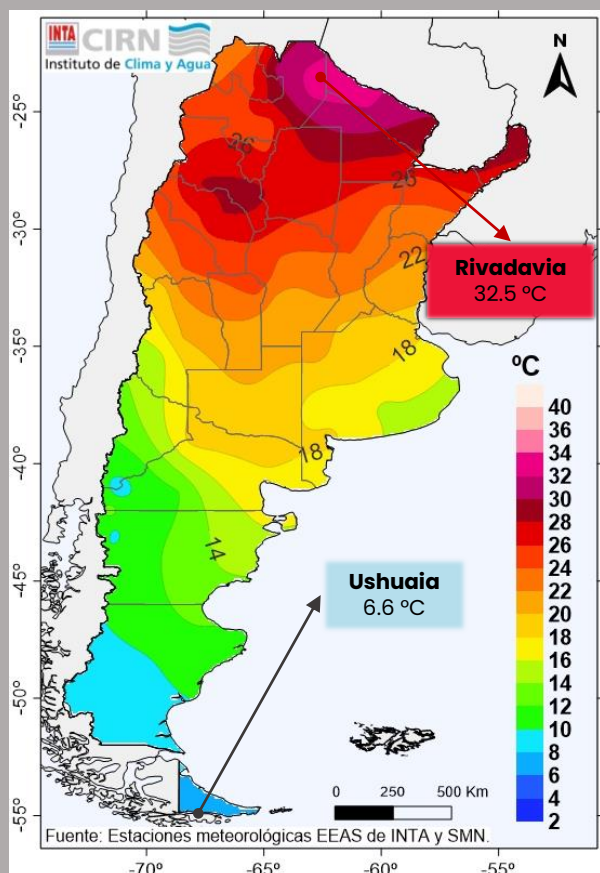 INTA CIRN
Instituto de Clima y Agua
N
-25°
-30°
-35°
-40°
-45°
-50°
-55°
26
26
22
18
18
14
Rivadavia
32.5 ºC
Ushuaia
6.6 ºC
ºC
40
36
34
32
30
28
26
24
22
20
18
16
14
12
10
8
6
4
2
0 250 500 Km
Fuente: Estaciones meteorológicas EEAS de INTA y SMN.
-70° -65° -60° -55°